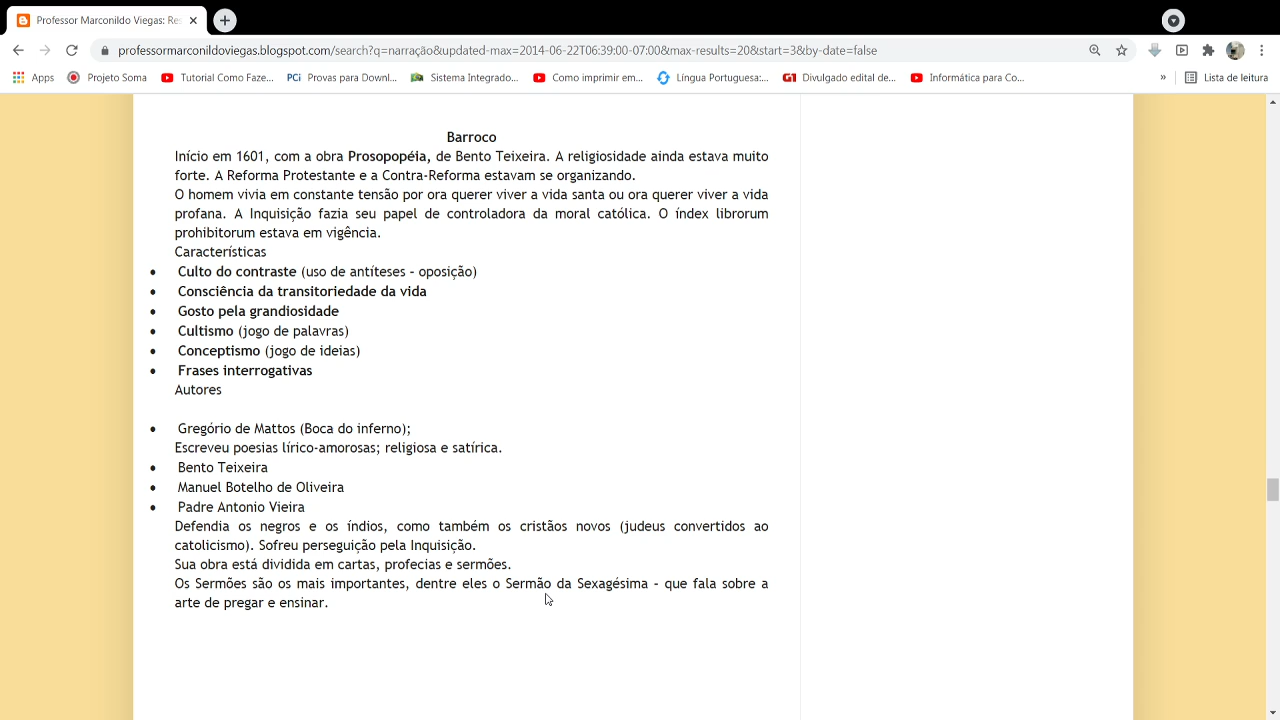 Professor Marconildo Viegas: Res
professormarconildoviegas.blogspot.com/search?q=narração&updated-max=2014-06-22T06:39:00-07:00&max-results=20&start=3&by-date=false
Apps Projeto Soma Tutorial Como Faze... PCi Provas para Downl... Sistema Integrado... Como imprimir em... Língua Portuguesa:... G1 Divulgado edital de... Informática para Co... » Lista de leitura
Barroco
Início em 1601, com a obra Prosopopéia, de Bento Teixeira. A religiosidade ainda estava muito
forte. A Reforma Protestante e a Contra-Reforma estavam se organizando.
O homem vivia em constante tensão por ora querer viver a vida santa ou ora querer viver a vida
profana. A Inquisição fazia seu papel de controladora da moral católica. O índex librorum
prohibitorum estava em vigência.
Características
• Culto do contraste (uso de antíteses – oposição)
• Consciência da transitoriedade da vida
• Gosto pela grandiosidade
• Cultismo (jogo de palavras)
• Conceptismo (jogo de ideias)
• Frases interrogativas
Autores
• Gregório de Mattos (Boca do inferno);
Escreveu poesias lírico-amorosas; religiosa e satírica.
• Bento Teixeira
• Manuel Botelho de Oliveira
• Padre Antonio Vieira
Defendia os negros e os índios, como também os cristãos novos (judeus convertidos ao
catolicismo). Sofreu perseguição pela Inquisição.
Sua obra está dividida em cartas, profecias e sermões.
Os Sermões são os mais importantes, dentre eles o Sermão da Sexagésima – que fala sobre a
arte de pregar e ensinar.